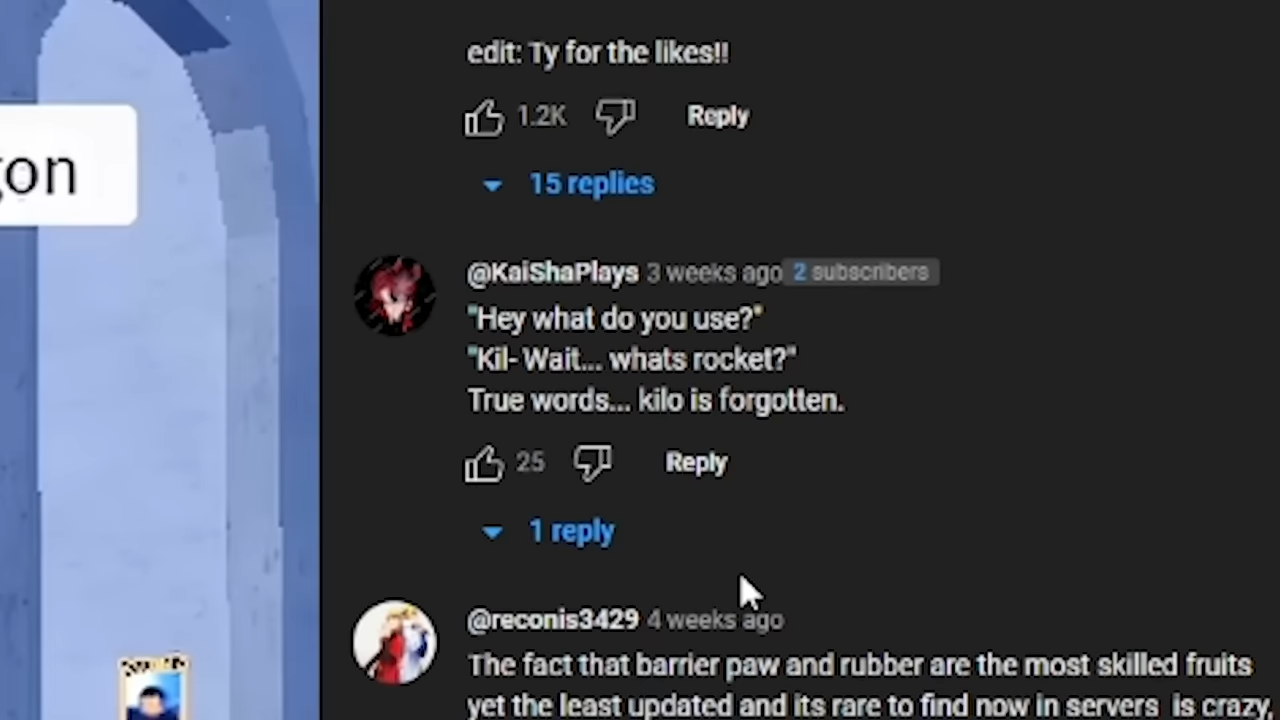 edit: Ty for the likes!!
1.2K Reply
15 replies
on
@KaiShaPlays 3 weeks ago 2 subscribers
"Hey what do you use?"
"Kil- Wait... whats rocket?"
True words... kilo is forgotten.
25 Reply
1 reply
@reconis3429 4 weeks ago
The fact that barrier paw and rubber are the most skilled fruits
yet the least updated and its rare to find now in servers is crazy,